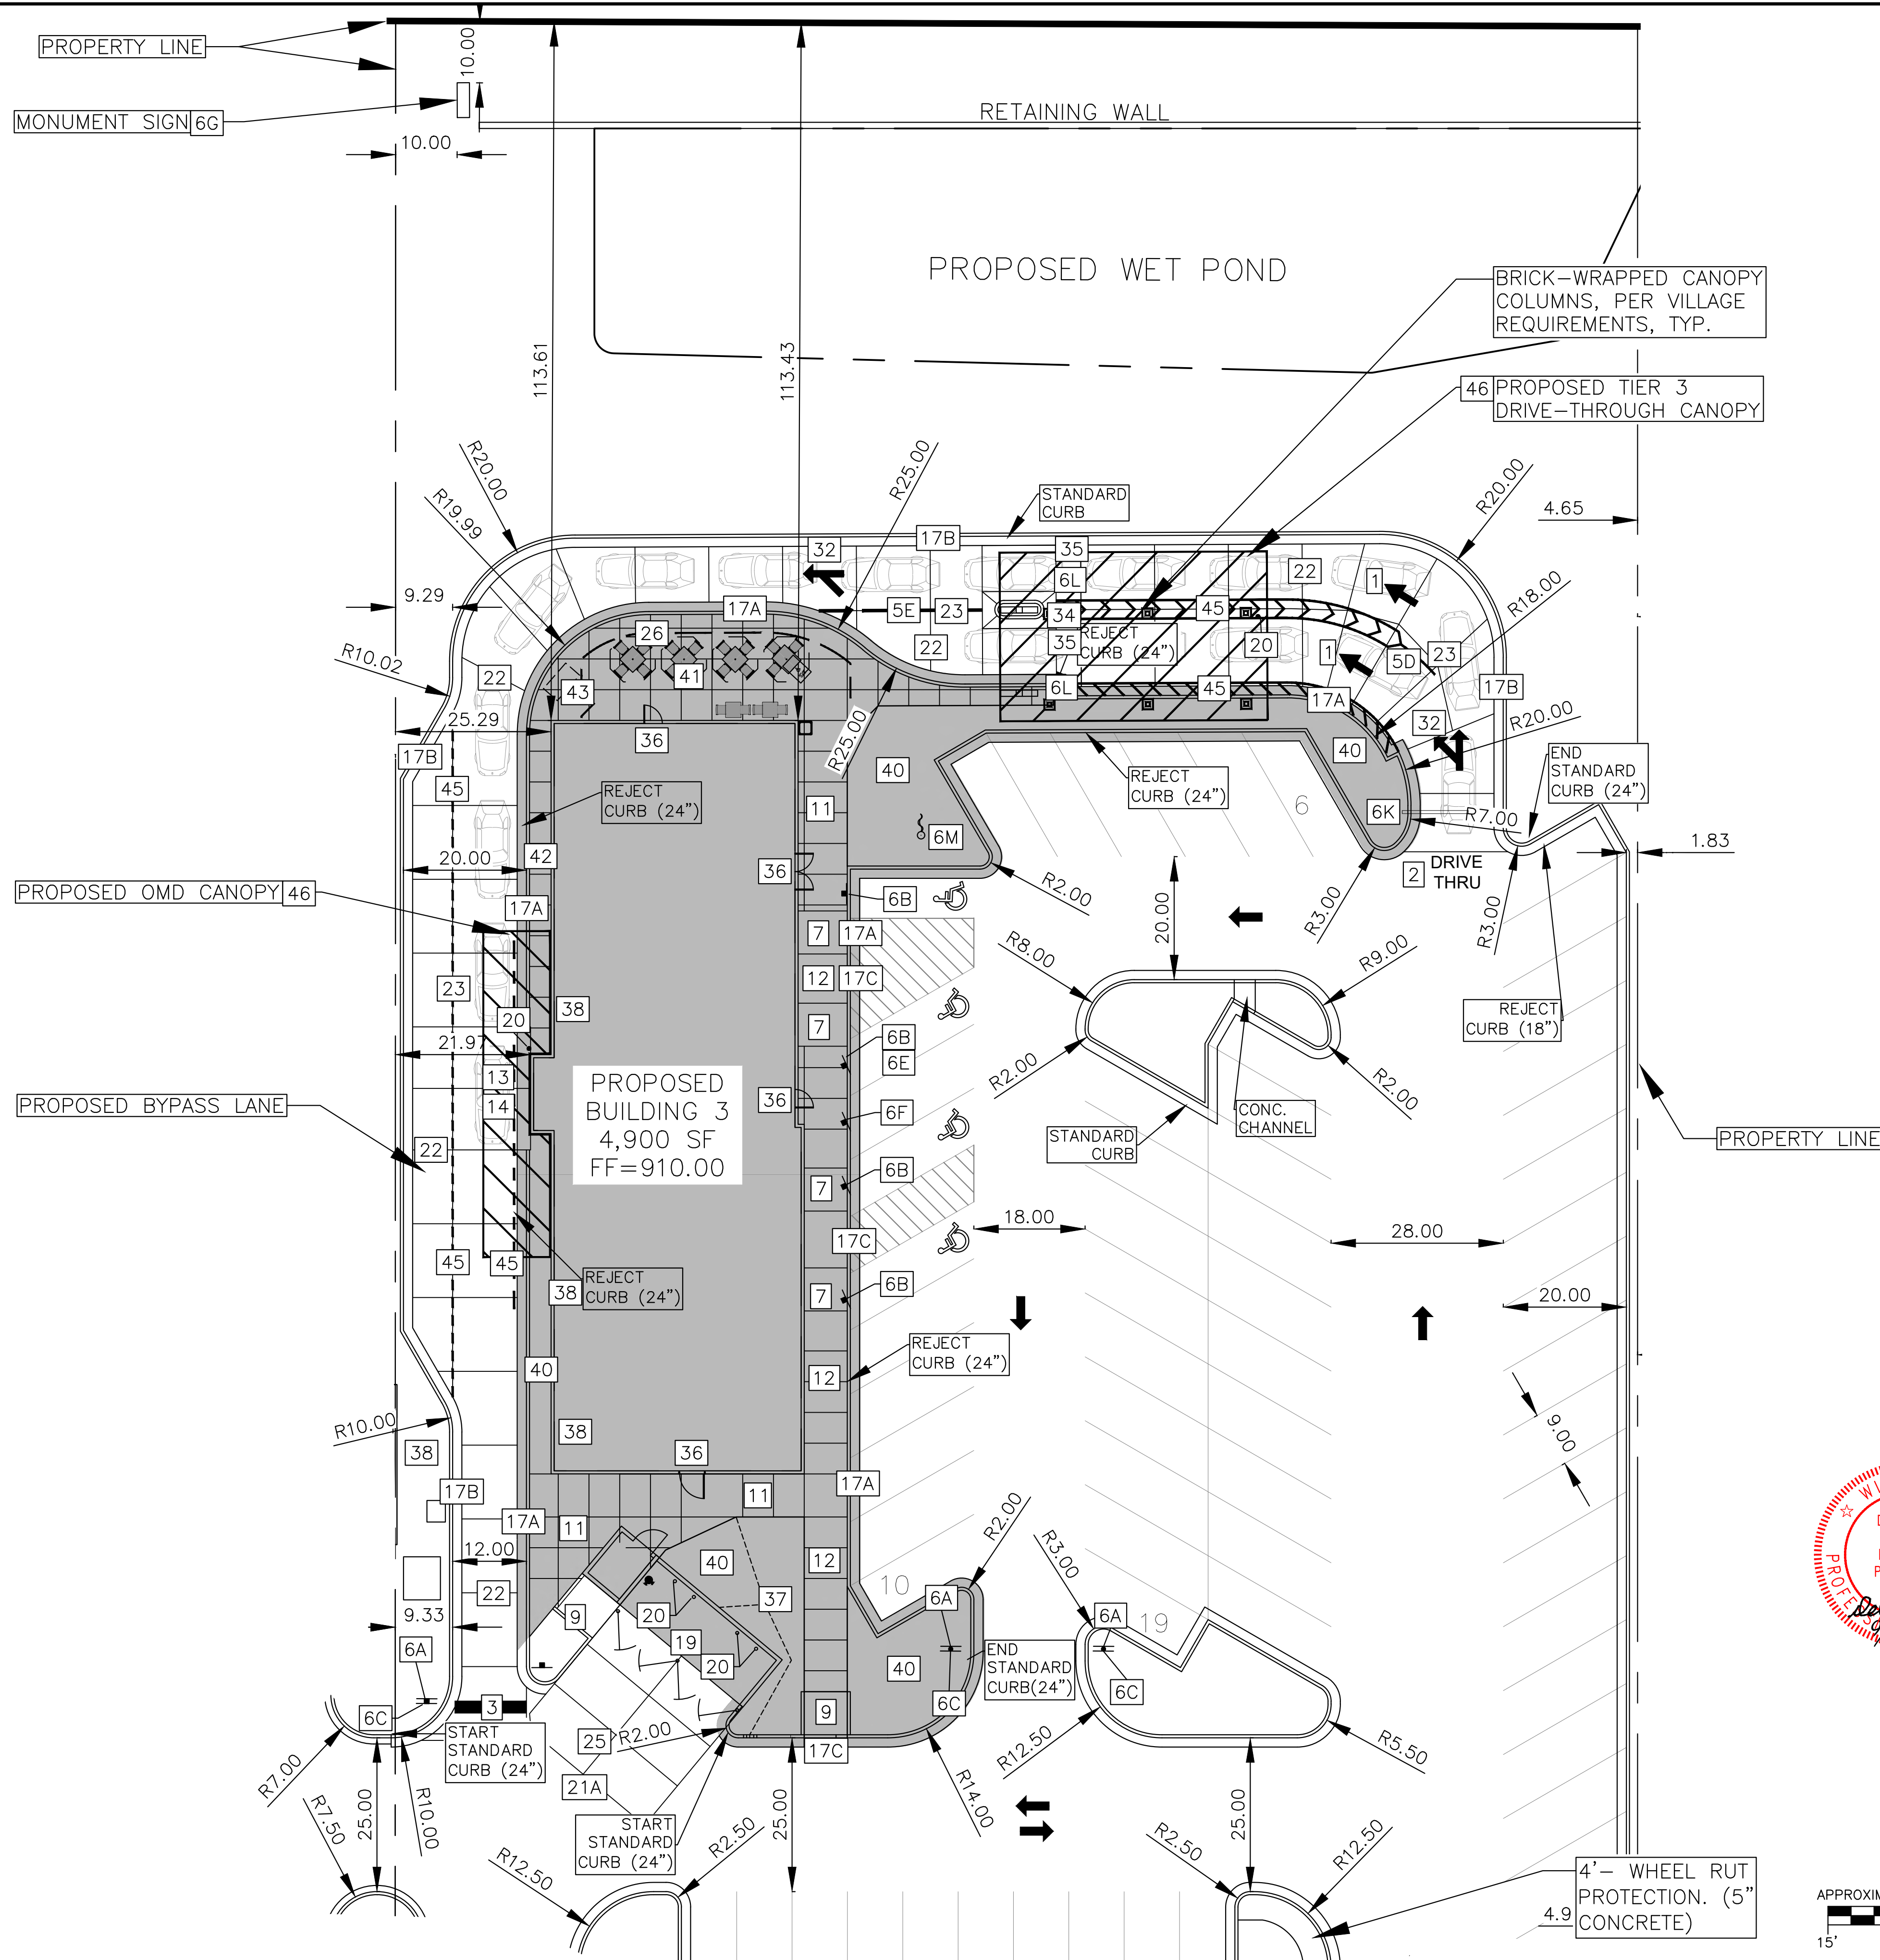 PROPERTY LINE
10.00
MONUMENT SIGN 6G
RETAINING WALL
10.00
PROPOSED WET POND
BRICK-WRAPPED CANOPY
COLUMNS, PER VILLAGE
REQUIREMENTS, TYP.
113.61
113.43
46 PROPOSED TIER 3
DRIVE-THROUGH CANOPY
R20.00
R19.99
R25.00
STANDARD
CURB
R20.00
4.65
17B
32
35
6L
22
1
R18.00
9.29
17A
5E
23
34
45
26
22
35
REJECT
CURB (24")
20
1
5D
23
R10.02
22
43
41
6L
45
17A
17B
25.29
36
R25.00
32
R20.00
17B
40
40
END
STANDARD
CURB (24")
45
REJECT
CURB (24")
11
REJECT
CURB (24")
6
6K
R7.00
6M
20.00
42
36
R2.00
2
DRIVE
THRU
1.83
PROPOSED OMD CANOPY 46
17A
6B
20.00
R3.00
R3.00
7
17A
R8.00
R9.00
12
17C
23
38
20
7
REJECT
CURB (18")
21.97
6B
6E
13
R2.00
R2.00
PROPOSED
BUILDING 3
4,900 SF
FF=910.00
36
PROPOSED BYPASS LANE
14
6F
CONC.
CHANNEL
STANDARD
CURB
PROPERTY LINE
22
7
6B
18.00
28.00
17C
45
45
38
REJECT
CURB (24")
7
6B
20.00
REJECT
CURB (24")
40
12
R10.00
38
38
36
9.00
17B
11
17A
17A
11
R2.00
12.00
40
12
R3.00
22
10
9.33
9
20
37
6A
6A
19
6A
19
20
40
END
STANDARD
CURB(24")
6C
6C
3
9
6C
START
STANDARD
CURB (24")
25
R2.00
17C
R12.50
R5.50
R7.00
21A
R14.00
25.00
R10.00
25.00
25.00
R7.50
START
STANDARD
CURB (24")
R2.50
R12.50
R2.50
R12.50
4'- WHEEL RUT
PROTECTION. (5"
CONCRETE)
4.9
APPROXIM
15'